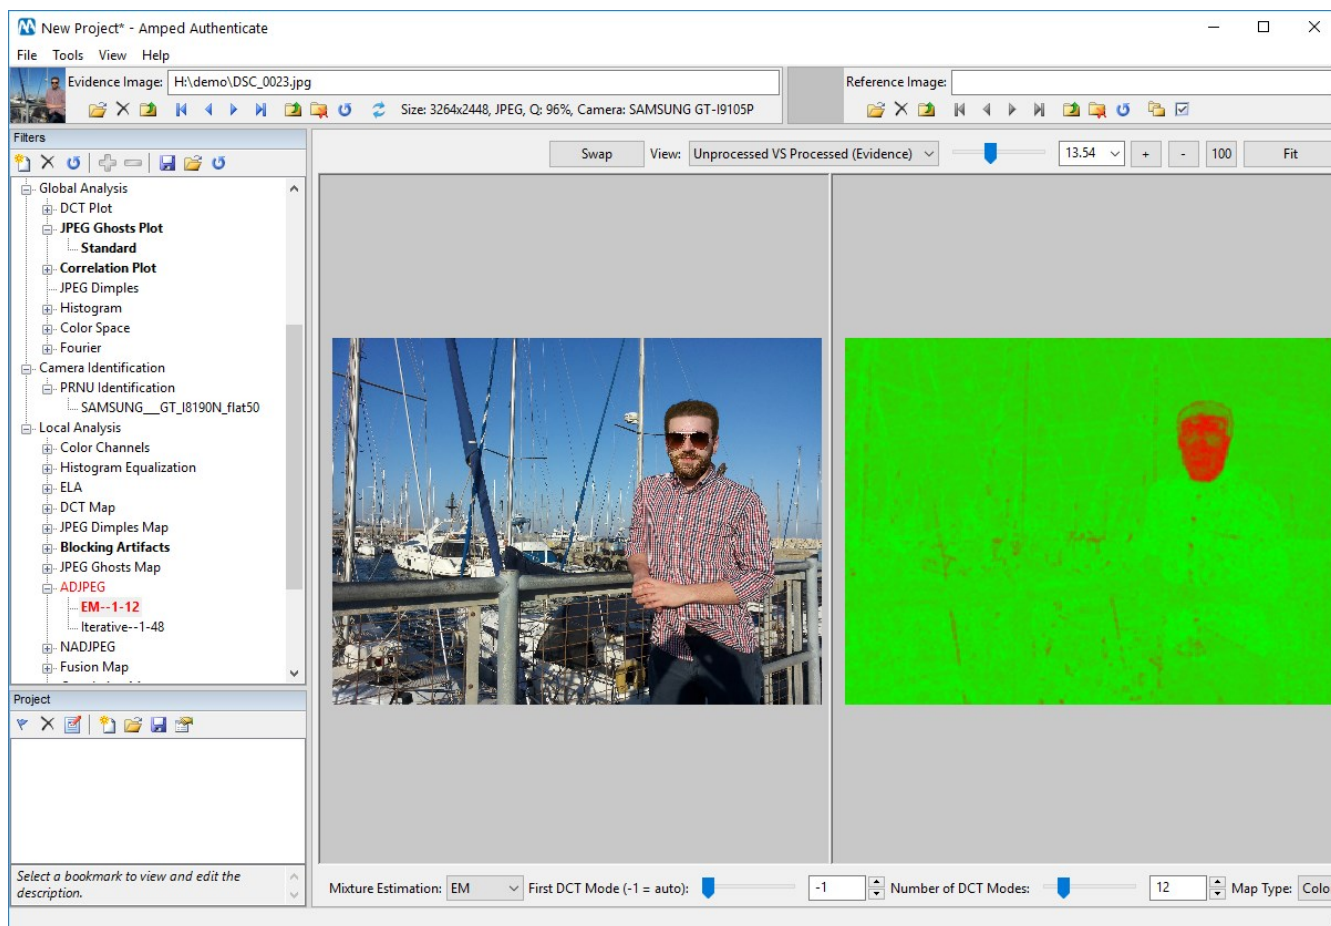 New Project* - Amped Authenticate
File Tools View Help
Evidence Image: H:\demo\DSC_0023.jpg
Reference Image:
Size: 3264x2448, JPEG, Q: 96%, Camera: SAMSUNG GT-I9105P
Filters
Swap View: Unprocessed VS Processed (Evidence) 13.54 + - 100 Fit
Global Analysis
DCT Plot
JPEG Ghosts Plot
Standard
Correlation Plot
JPEG Dimples
Histogram
Color Space
Fourier
Camera Identification
PRNU Identification
SAMSUNG__GT_I8190N_flat50
Local Analysis
Color Channels
Histogram Equalization
ELA
DCT Map
JPEG Dimples Map
Blocking Artifacts
JPEG Ghosts Map
ADJPEG
EM--1-12
Iterative--1-48
NADJPEG
Fusion Map
Project
Select a bookmark to view and edit the
description.
Mixture Estimation: EM First DCT Mode (-1 = auto): -1 Number of DCT Modes: 12 Map Type: Colo